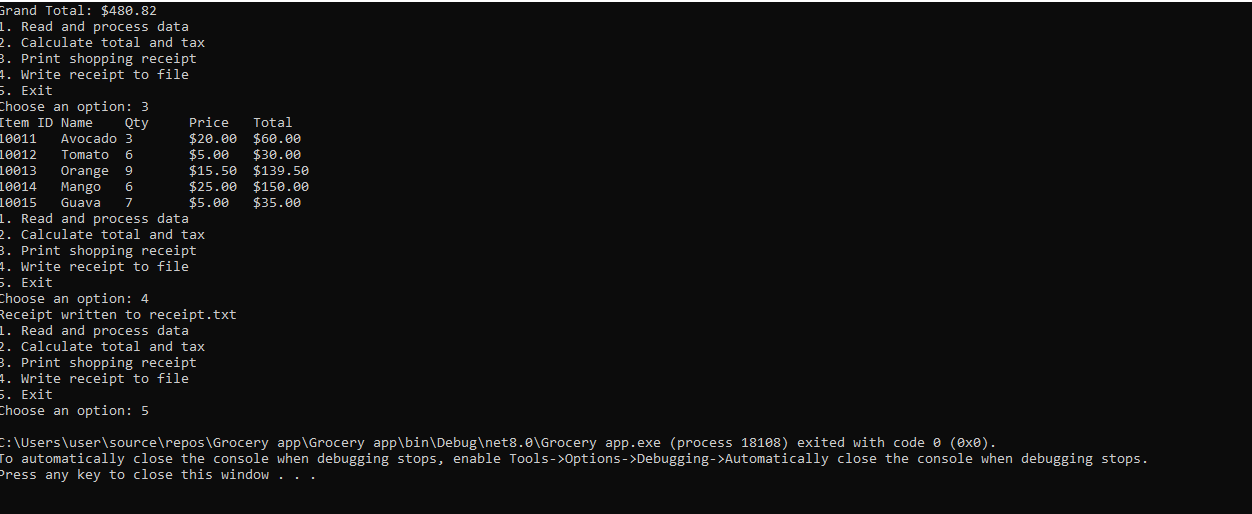 Grand Total: $480.82
1. Read and process data
2. Calculate total and tax
3. Print shopping receipt
4. Write receipt to file
5. Exit
Choose an option: 3
Item ID Name    Qty     Price   Total
10011   Avocado 3       $20.00  $60.00
10012   Tomato  6       $5.00   $30.00
10013   Orange  9       $15.50  $139.50
10014   Mango   6       $25.00  $150.00
10015   Guava   7       $5.00   $35.00
1. Read and process data
2. Calculate total and tax
3. Print shopping receipt
4. Write receipt to file
5. Exit
Choose an option: 4
Receipt written to receipt.txt
1. Read and process data
2. Calculate total and tax
3. Print shopping receipt
4. Write receipt to file
5. Exit
Choose an option: 5
C:\Users\user\source\repos\Grocery app\Grocery app\bin\Debug\net8.0\Grocery app.exe (process 18108) exited with code 0 (0x0).
To automatically close the console when debugging stops, enable Tools->Options->Debugging->Automatically close the console when debugging stops.
Press any key to close this window . . .